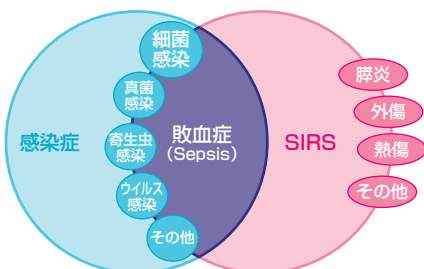 感染症
細菌
感染
真菌
感染
寄生虫
感染
ウイルス
感染
その他
敗血症
（Sepsis）
SIRS
膵炎
外傷
熱傷
その他